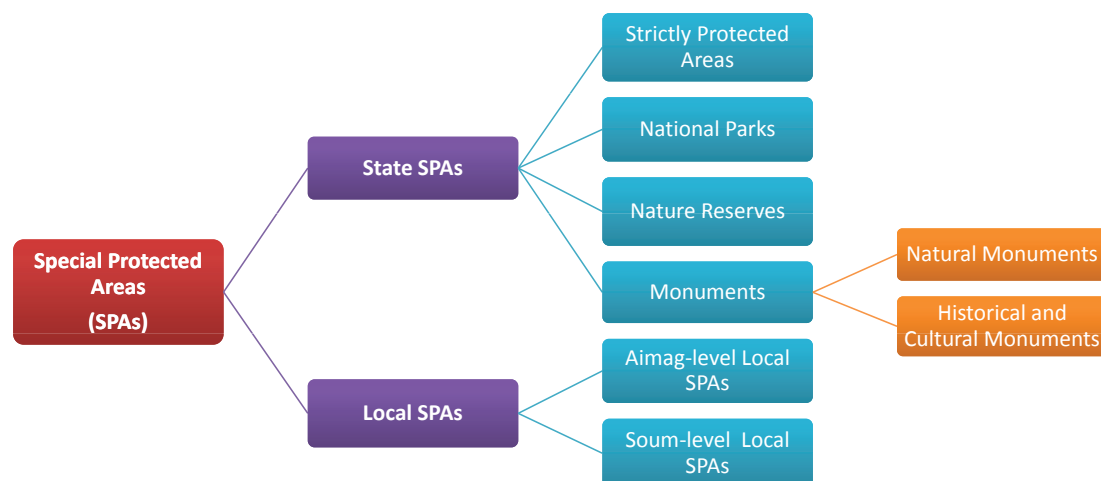 Special Protected
Areas
(SPAs)
State SPAs
Local SPAs
Strictly Protected
Areas
National Parks
Nature Reserves
Monuments
Aimag-level Local
SPAs
Soum-level Local
SPAs
Natural Monuments
Historical and
Cultural Monuments